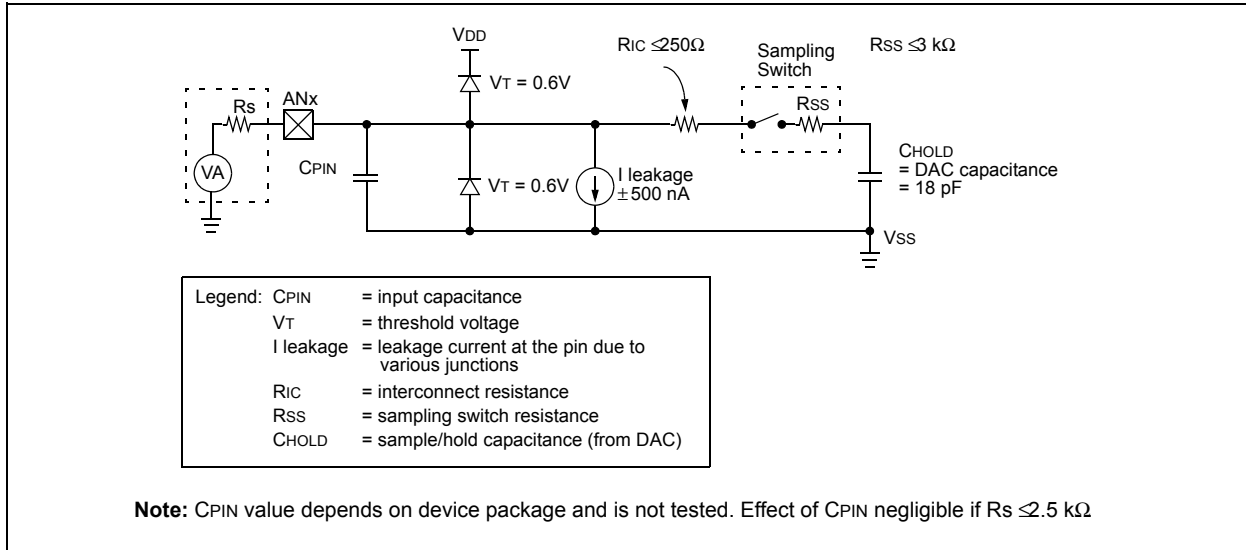 VDD
RIC ≤250Ω
Sampling
Switch
RSS ≤3 kΩ
VT = 0.6V
Rs
ANx
RSS
VA
CPIN
VT = 0.6V
I leakage
±500 nA
CHOLD
= DAC capacitance
= 18 pF
VSS
Legend: CPIN = input capacitance
VT = threshold voltage
I leakage = leakage current at the pin due to
various junctions
RIC = interconnect resistance
RSS = sampling switch resistance
CHOLD = sample/hold capacitance (from DAC)
Note: CPIN value depends on device package and is not tested. Effect of CPIN negligible if Rs ≤2.5 kΩ